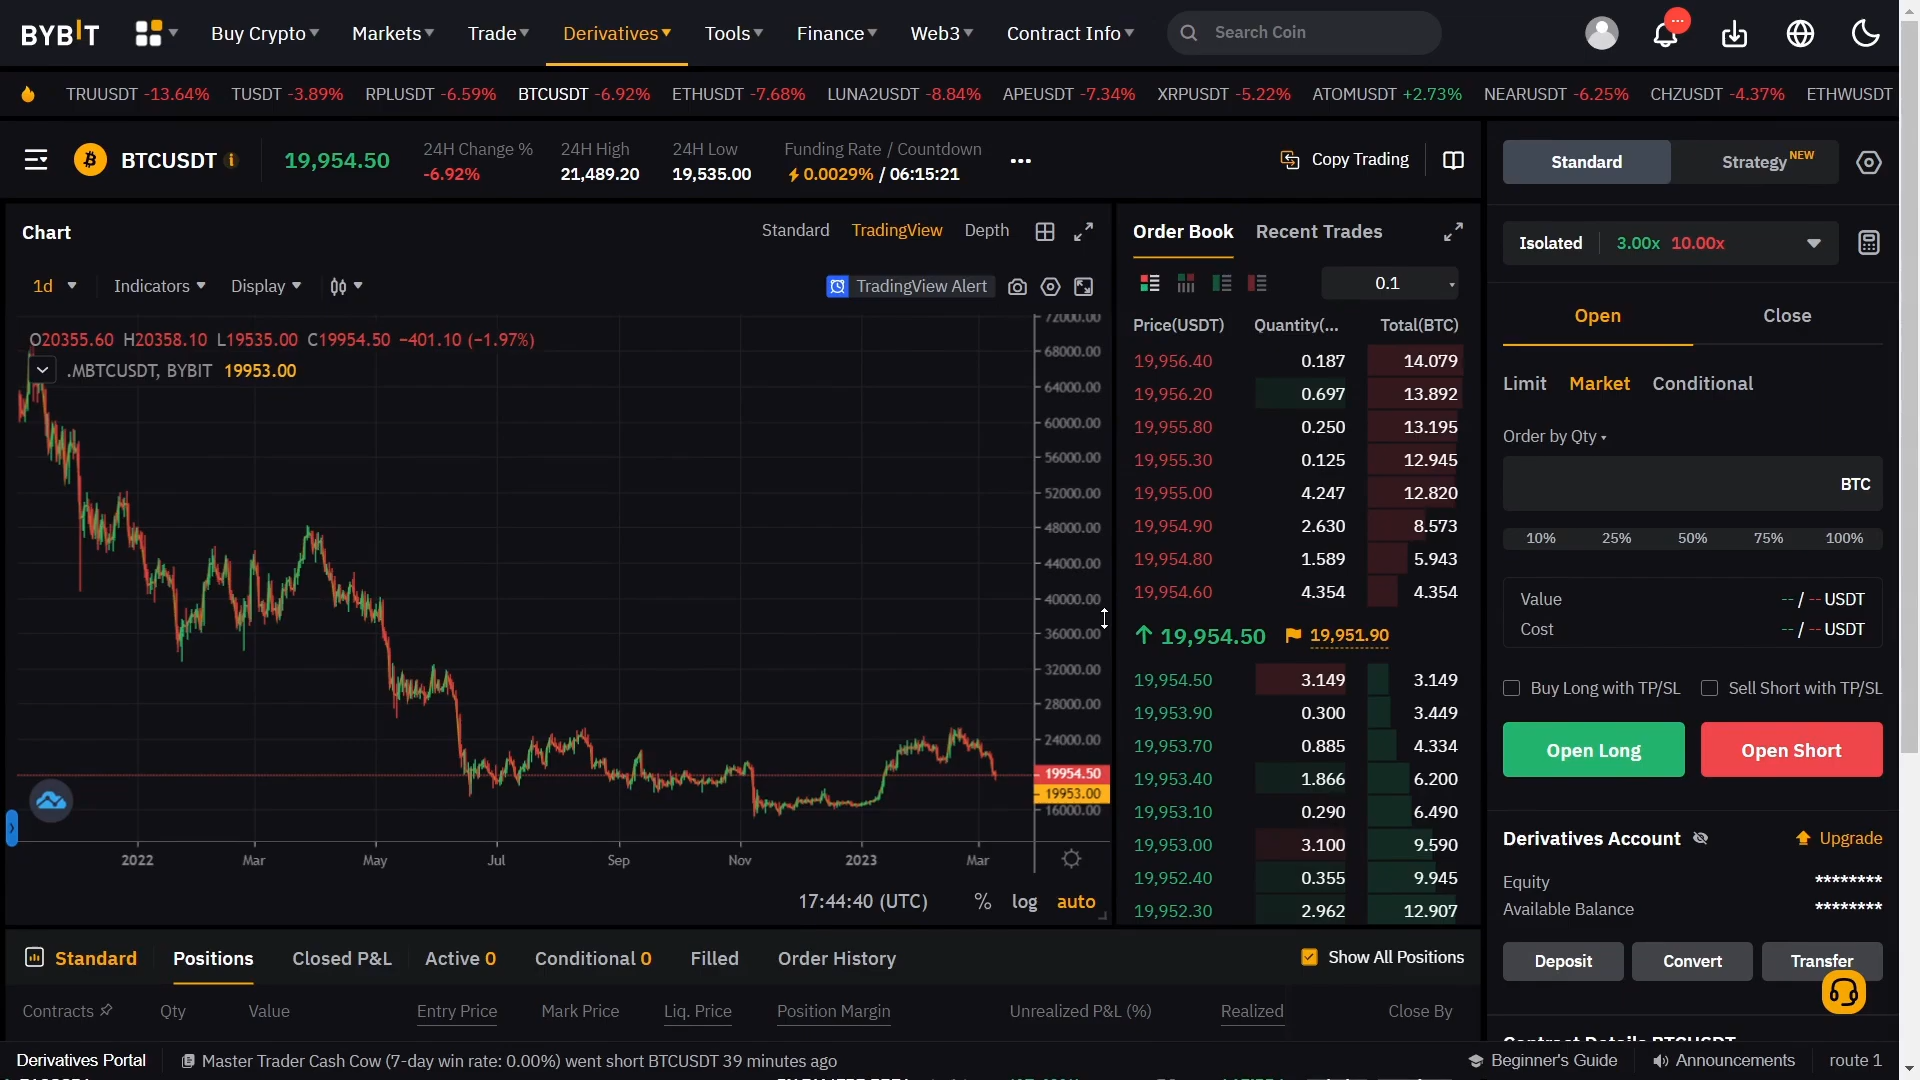 BYBIT Buy Crypto Markets Trade Derivatives Tools Finance Web3 Contract Info Search Coin
TRUUSDT -13.64% TUSDT -3.89% RPLUSDT -6.59% BTCUSDT -6.92% ETHUSDT -7.68% LUNA2USDT -8.84% APEUSDT -7.34% XRPUSDT -5.22% ATOMUSDT +2.73% NEARUSDT -6.25% CHZUSDT -4.37% ETHWUSDT
BTCUSDT 19,954.50
24H Change % 24H High 24H Low Funding Rate / Countdown
-6.92% 21,489.20 19,535.00 0.0029% / 06:15:21
Copy Trading
Chart Standard TradingView Depth
1d Indicators Display TradingView Alert
O20355.60 H20358.10 L19535.00 C19954.50 −401.10 (−1.97%)
.MBTCUSDT, BYBIT 19953.00
72000.00
68000.00
64000.00
60000.00
56000.00
52000.00
48000.00
44000.00
40000.00
36000.00
32000.00
28000.00
24000.00
19954.50
19953.00
16000.00
2022 Mar May Jul Sep Nov 2023 Mar
17:44:40 (UTC) % log auto
Order Book Recent Trades
0.1
Price(USDT) Quantity(... Total(BTC)
19,956.40 0.187 14.079
19,956.20 0.697 13.892
19,955.80 0.250 13.195
19,955.30 0.125 12.945
19,955.00 4.247 12.820
19,954.90 2.630 8.573
19,954.80 1.589 5.943
19,954.60 4.354 4.354
19,954.50 19,951.90
19,954.50 3.149 3.149
19,953.90 0.300 3.449
19,953.70 0.885 4.334
19,953.40 1.866 6.200
19,953.10 0.290 6.490
19,953.00 3.100 9.590
19,952.40 0.355 9.945
19,952.30 2.962 12.907
Standard Strategy NEW
Isolated 3.00x 10.00x
Open Close
Limit Market Conditional
Order by Qty
BTC
10% 25% 50% 75% 100%
Value -- / -- USDT
Cost -- / -- USDT
Buy Long with TP/SL Sell Short with TP/SL
Open Long Open Short
Derivatives Account Upgrade
Equity ********
Available Balance ********
Deposit Convert Transfer
Contract Details BTCUSDT
Standard Positions Closed P&L Active 0 Conditional 0 Filled Order History Show All Positions
Contracts Qty Value Entry Price Mark Price Liq. Price Position Margin Unrealized P&L (%) Realized Close By
Derivatives Portal Master Trader Cash Cow (7-day win rate: 0.00%) went short BTCUSDT 39 minutes ago Beginner's Guide Announcements route 1